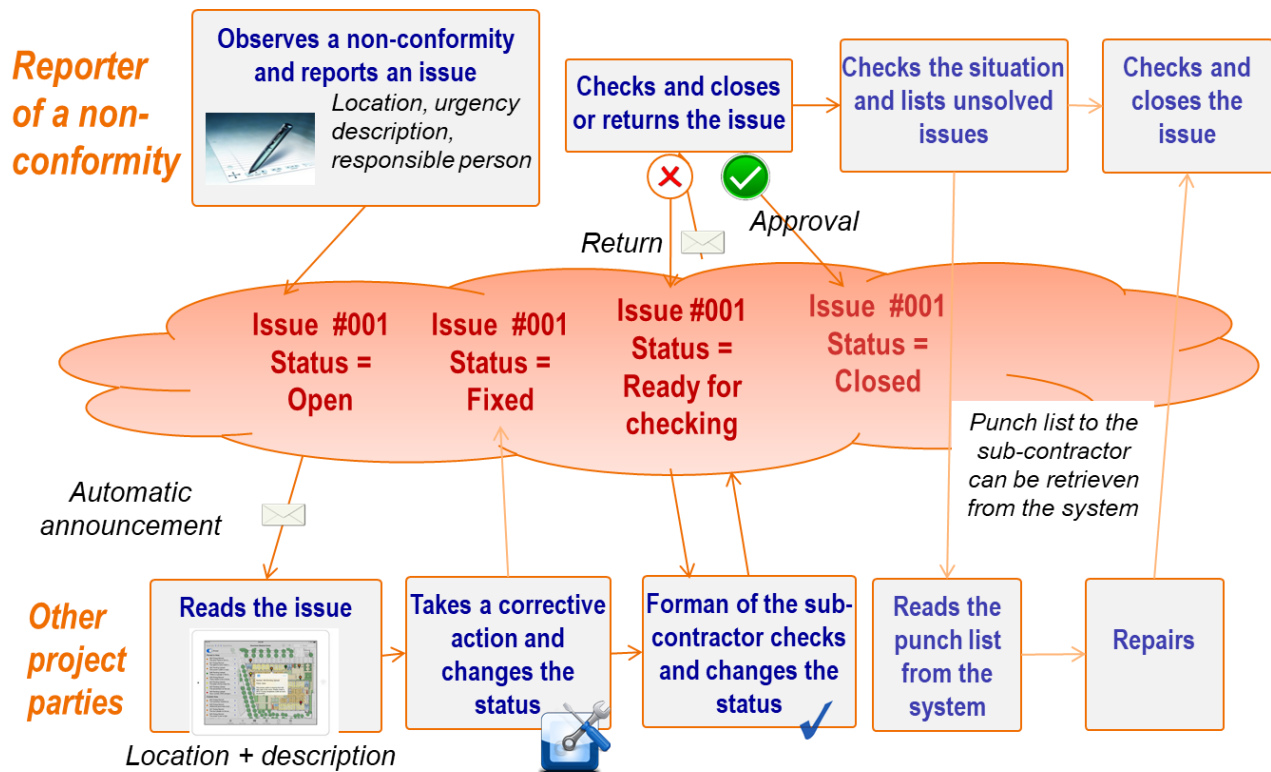 Reporter
of a non-
conformity
Observes a non-conformity
and reports an issue
Location, urgency
description,
responsible person
Checks and closes
or returns the issue
Checks the situation
and lists unsolved
issues
Checks and
closes the
issue
Return
Approval
Issue #001
Status =
Open
Issue #001
Status =
Fixed
Issue #001
Status =
Ready for
checking
Issue #001
Status =
Closed
Punch list to the
sub-contractor
can be retrieven
from the system
Automatic
announcement
Other
project
parties
Reads the issue
Location + description
Takes a corrective
action and
changes the
status
Forman of the sub-
contractor checks
and changes the
status
Reads the
punch list
from the
system
Repairs